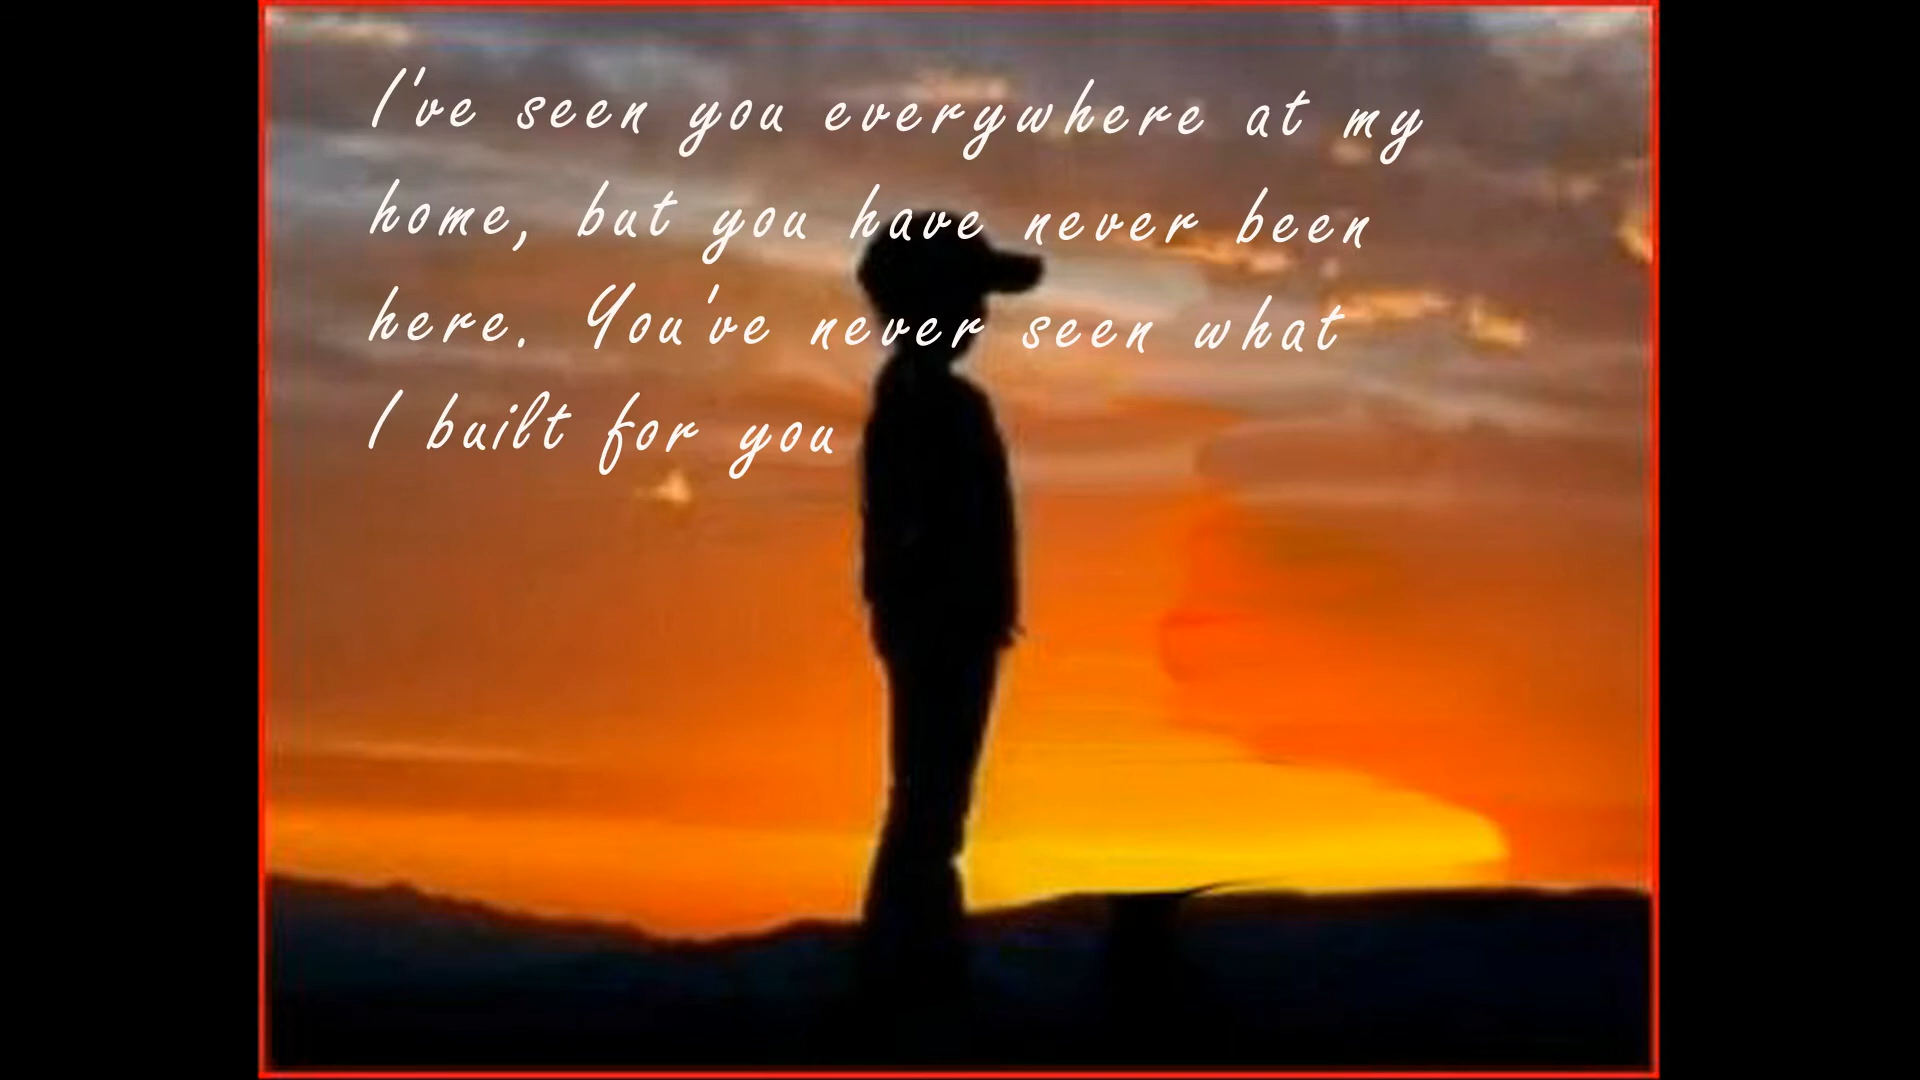 I've seen you everywhere at my
home, but you have never been
here. You've never seen what
I built for you